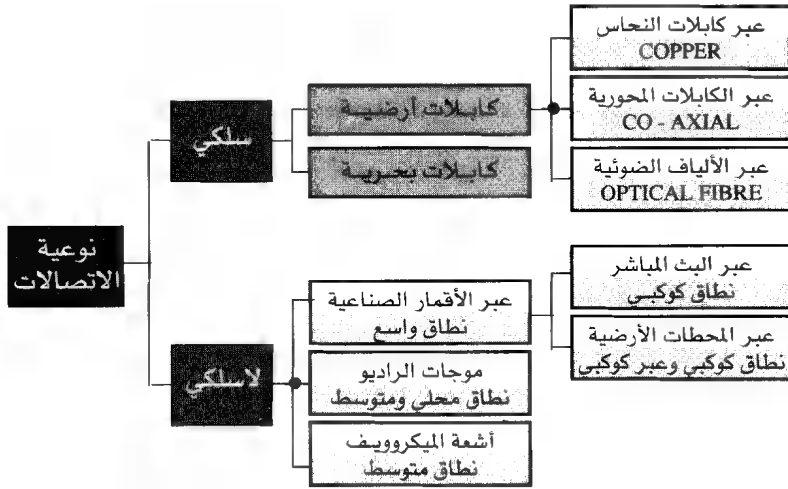 نوعية
الاتصالات
سلكي
كابلات أرضية
عبر كابلات النحاس
COPPER
عبر الكابلات المحورية
CO - AXIAL
عبر الألياف الضوئية
OPTICAL FIBRE
كابلات بحرية
لاسلكي
عبر الأقمار الصناعية
نطاق واسع
عبر البث المباشر
نطاق كوكبي
عبر المحطات الأرضية
نطاق كوكبي وعبر كوكبي
موجات الراديو
نطاق محلي ومتوسط
أشعة الميكروويف
نطاق متوسط